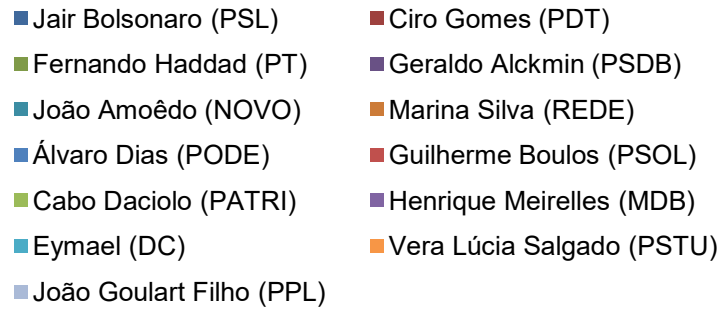 Jair Bolsonaro (PSL) Ciro Gomes (PDT)
Fernando Haddad (PT) Geraldo Alckmin (PSDB)
João Amoêdo (NOVO) Marina Silva (REDE)
Álvaro Dias (PODE) Guilherme Boulos (PSOL)
Cabo Daciolo (PATRI) Henrique Meirelles (MDB)
Eymael (DC) Vera Lúcia Salgado (PSTU)
João Goulart Filho (PPL)